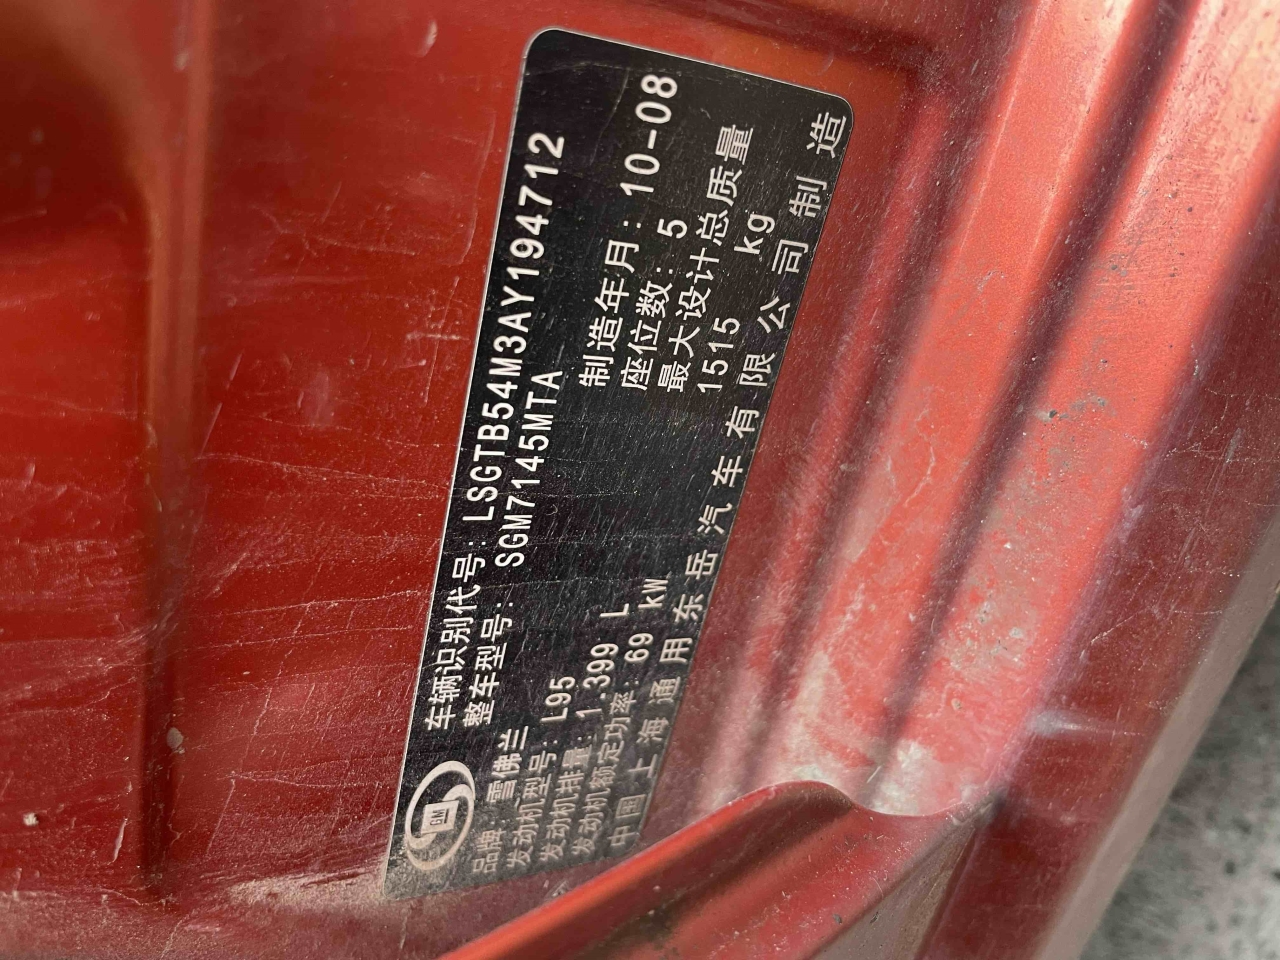 GM
车辆识别代号: LSGTB54M3AY194712
整车型号: SGM7145MTA
品牌: 雪佛兰
发动机型号: L95
发动机排量: 1.399 L
发动机额定功率: 69 kW
制造年月: 10-08
座位数: 5
最大设计总质量
1515 kg
中国上海通用东岳汽车有限公司制造